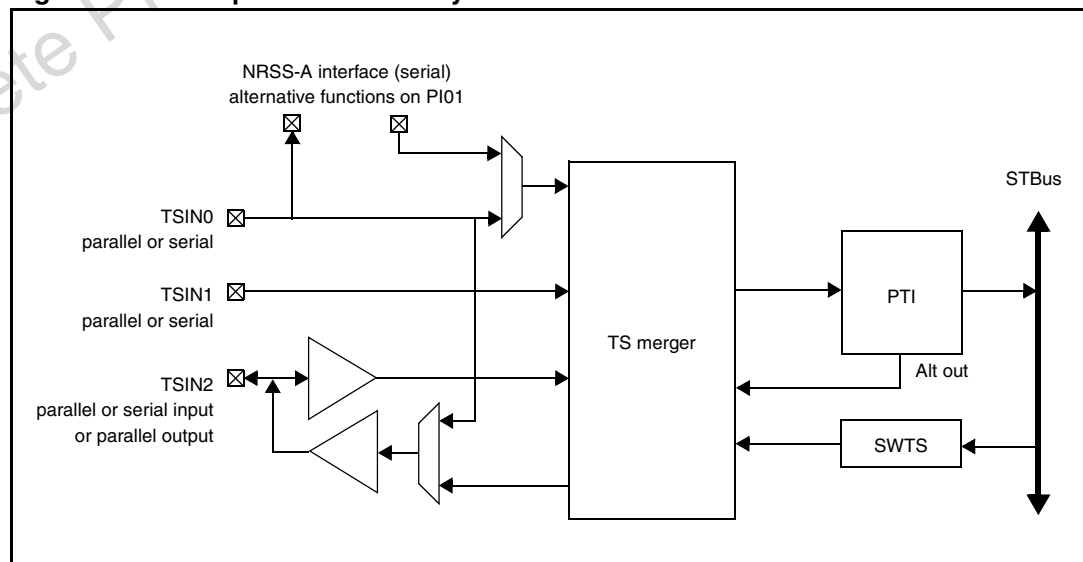 NRSS-A interface (serial)
alternative functions on PI01
STBus
TSIN0
parallel or serial
TSIN1
parallel or serial
TS merger
PTI
Alt out
TSIN2
parallel or serial input
or parallel output
SWTS